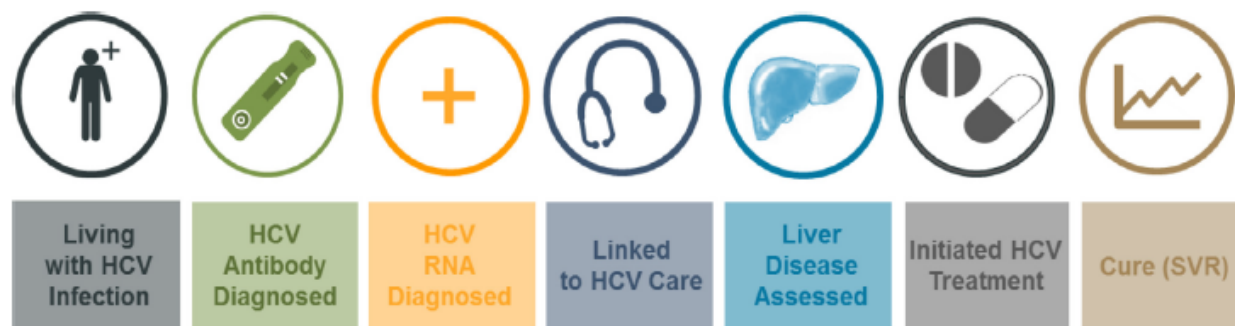 Living
with HCV
Infection
HCV
Antibody
Diagnosed
HCV
RNA
Diagnosed
Linked
to HCV Care
Liver
Disease
Assessed
Initiated HCV
Treatment
Cure (SVR)